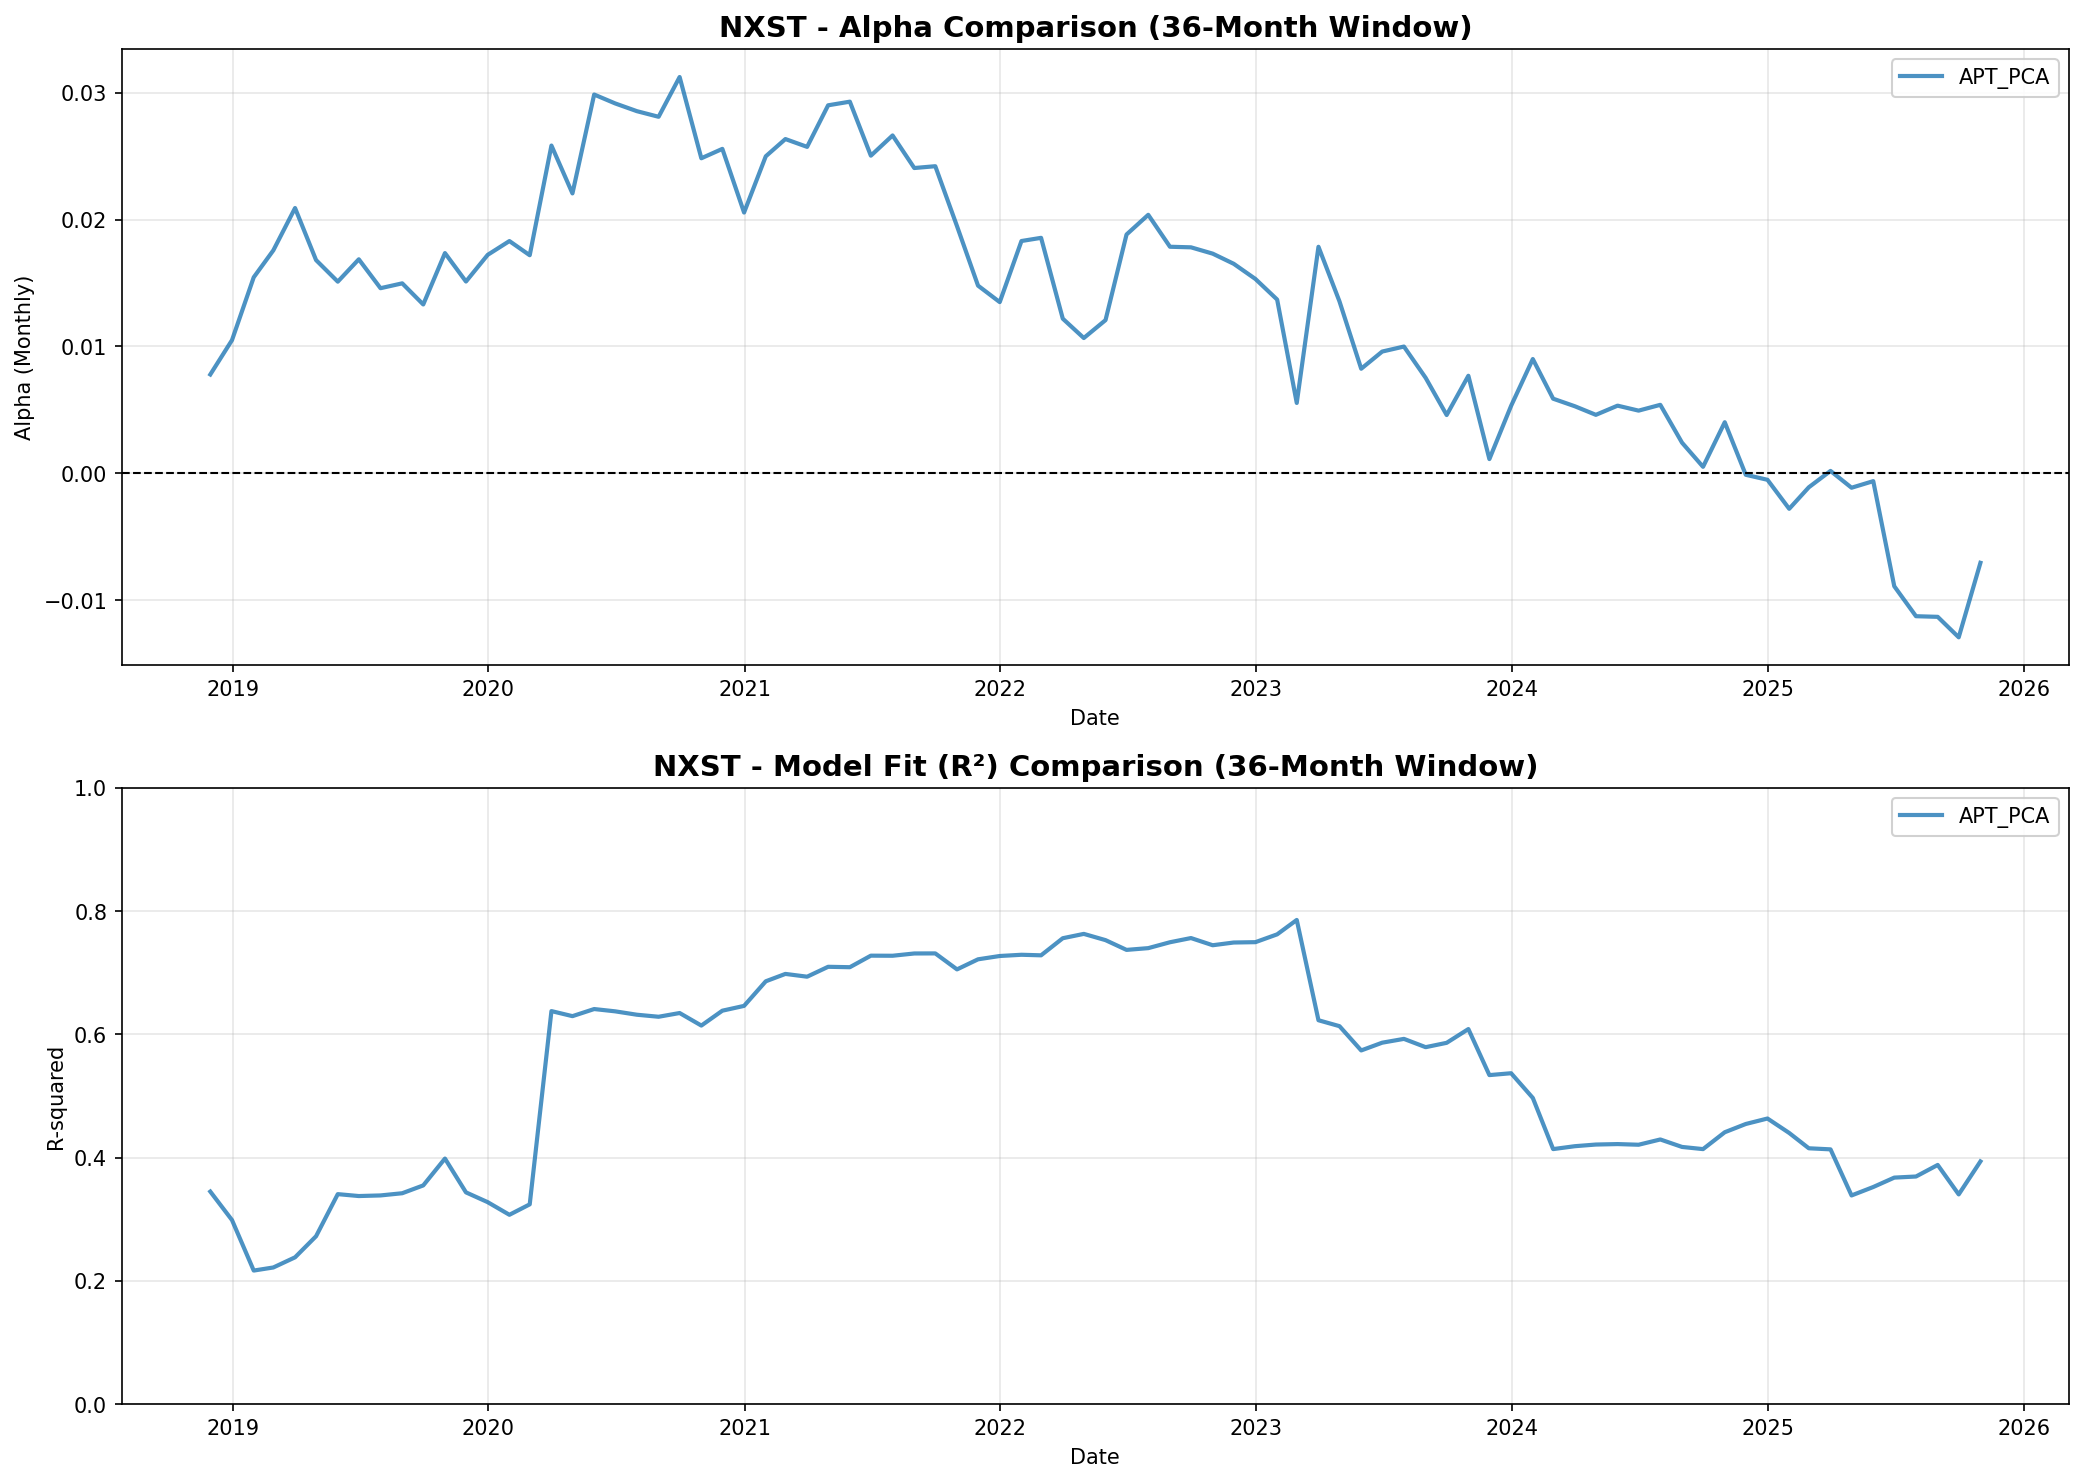 NXST - Alpha Comparison (36-Month Window)
APT_PCA
Alpha (Monthly)
0.03
0.02
0.01
0.00
−0.01
2019 2020 2021 2022 2023 2024 2025 2026
Date
NXST - Model Fit (R²) Comparison (36-Month Window)
APT_PCA
R-squared
1.0
0.8
0.6
0.4
0.2
0.0
2019 2020 2021 2022 2023 2024 2025 2026
Date